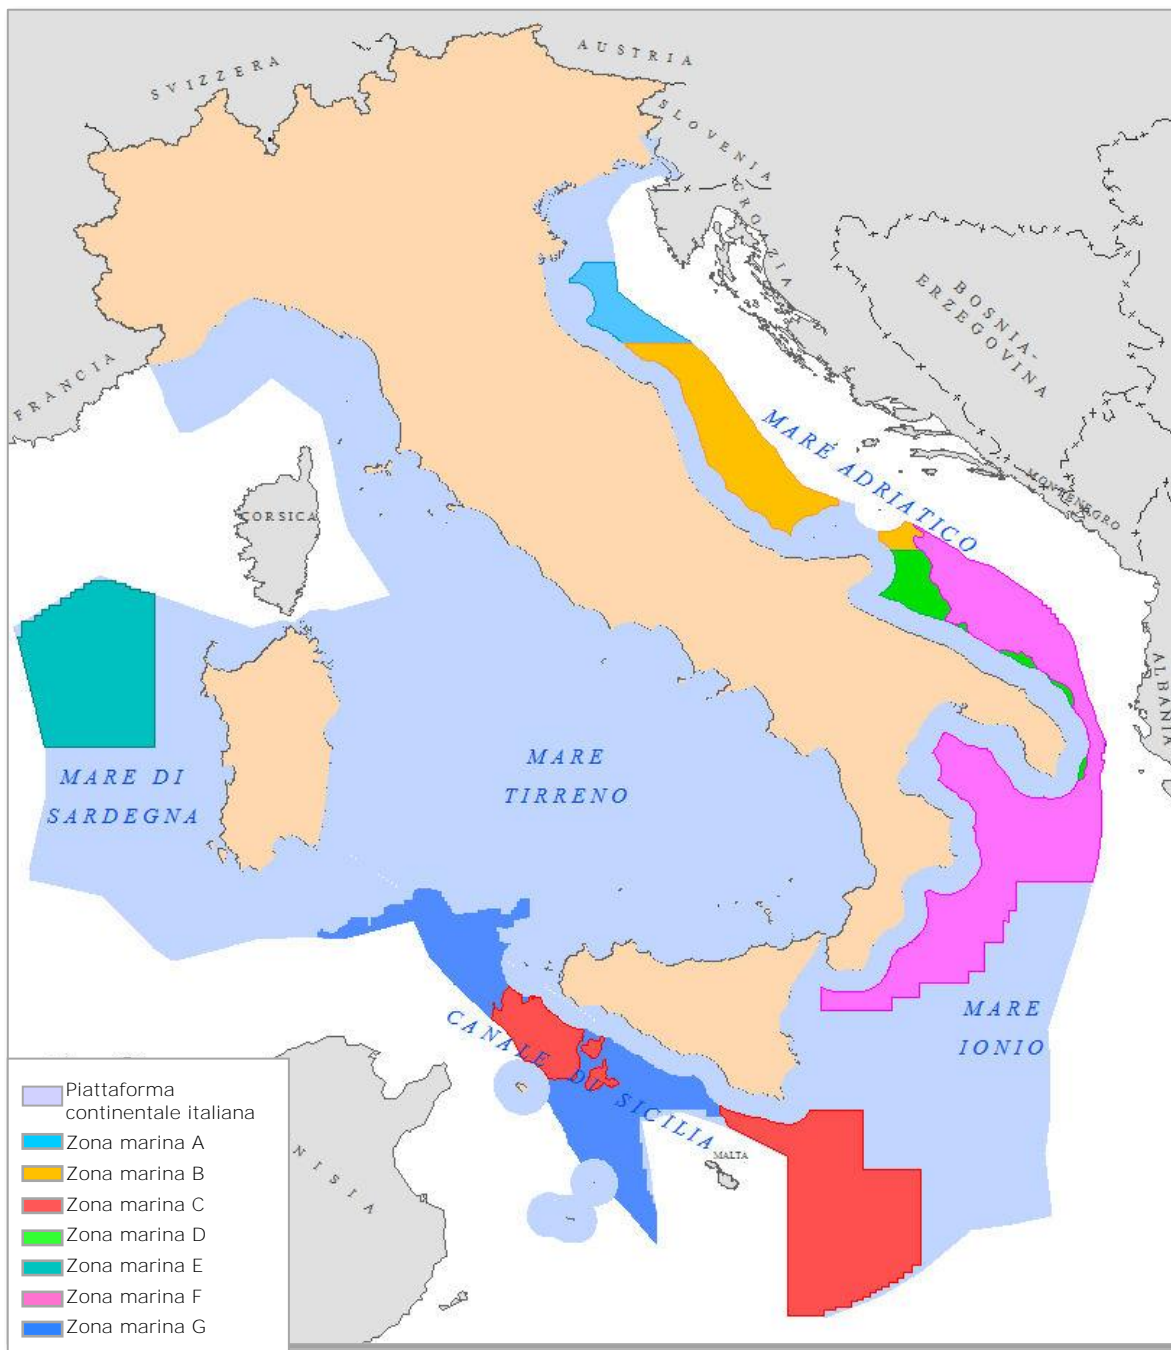 SVIZZERA
AUSTRIA
SLOVENIA
CROAZIA
BOSNIA-
ERZEGOVINA
FRANCIA
MARE ADRIATICO
MONTENEGRO
CORSICA
ALBANIA
MARE DI
SARDEGNA
MARE
TIRRENO
CANALE DI SICILIA
MARE
IONIO
MALTA
NISIA
Piattaforma
continentale italiana
Zona marina A
Zona marina B
Zona marina C
Zona marina D
Zona marina E
Zona marina F
Zona marina G